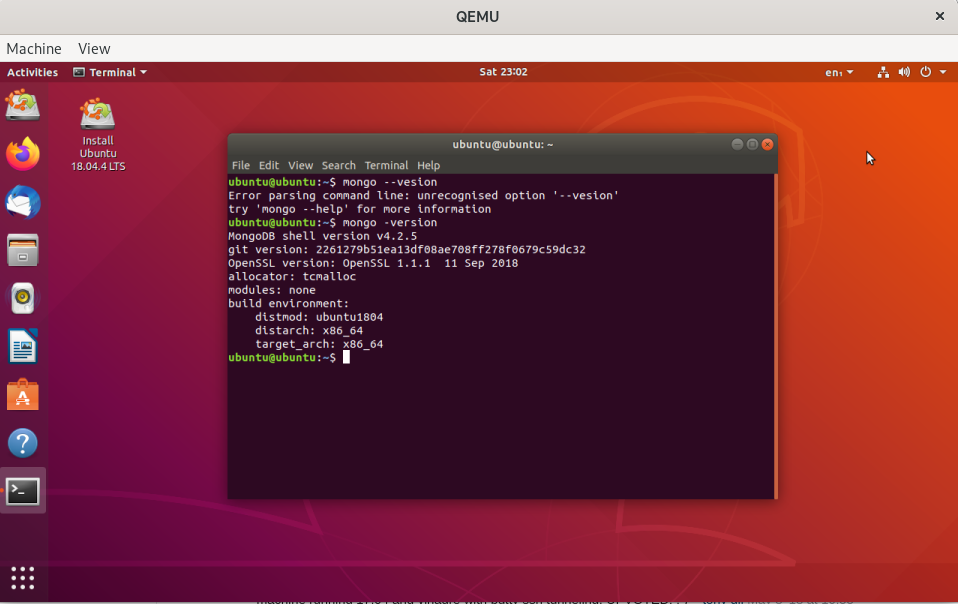 QEMU
Machine View
Activities Terminal Sat 23:02 en₁
Install
Ubuntu
18.04.4 LTS
ubuntu@ubuntu: ~
File Edit View Search Terminal Help
ubuntu@ubuntu:~$ mongo --vesion
Error parsing command line: unrecognised option '--vesion'
try 'mongo --help' for more information
ubuntu@ubuntu:~$ mongo -version
MongoDB shell version v4.2.5
git version: 2261279b51ea13df08ae708ff278f0679c59dc32
OpenSSL version: OpenSSL 1.1.1  11 Sep 2018
allocator: tcmalloc
modules: none
build environment:
    distmod: ubuntu1804
    distarch: x86_64
    target_arch: x86_64
ubuntu@ubuntu:~$